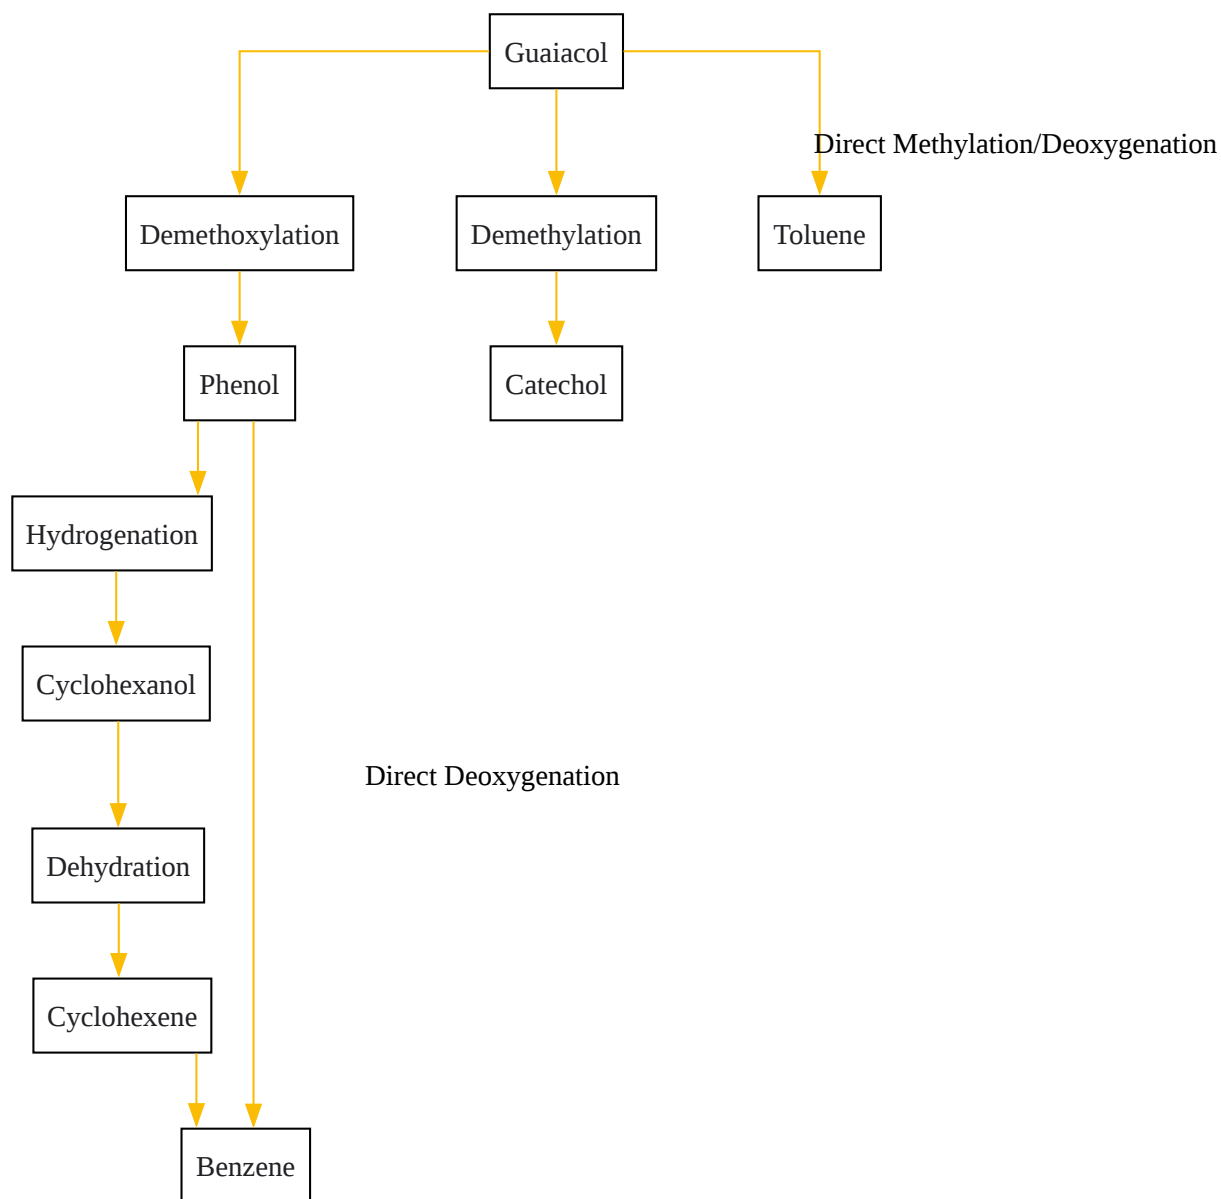 Guaiacol
Direct Methylation/Deoxygenation
Demethoxylation
Demethylation
Toluene
Phenol
Catechol
Hydrogenation
Cyclohexanol
Direct Deoxygenation
Dehydration
Cyclohexene
Benzene